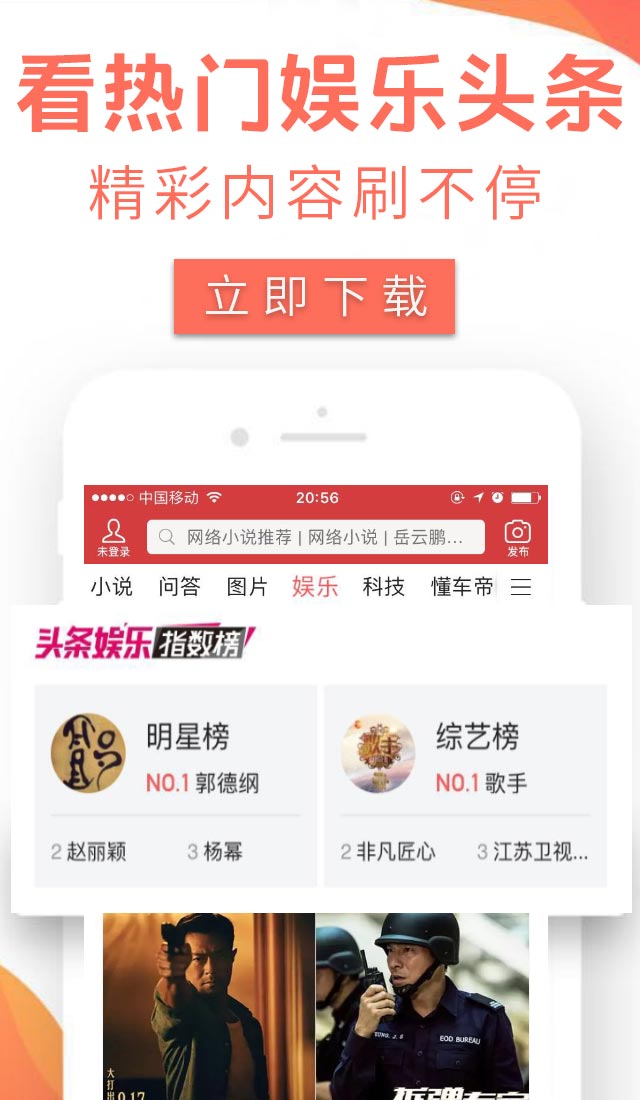 看热门娱乐头条
精彩内容刷不停
立即下载
中国移动 20:56
未登录
网络小说推荐 | 网络小说 | 岳云鹏...
发布
小说 问答 图片 娱乐 科技 懂车帝
头条娱乐指数榜
明星榜
NO.1 郭德纲
2 赵丽颖 3 杨幂
综艺榜
NO.1 歌手
2 非凡匠心 3 江苏卫视...
EOD BUREAU
大打出
9.17
拆弹专家